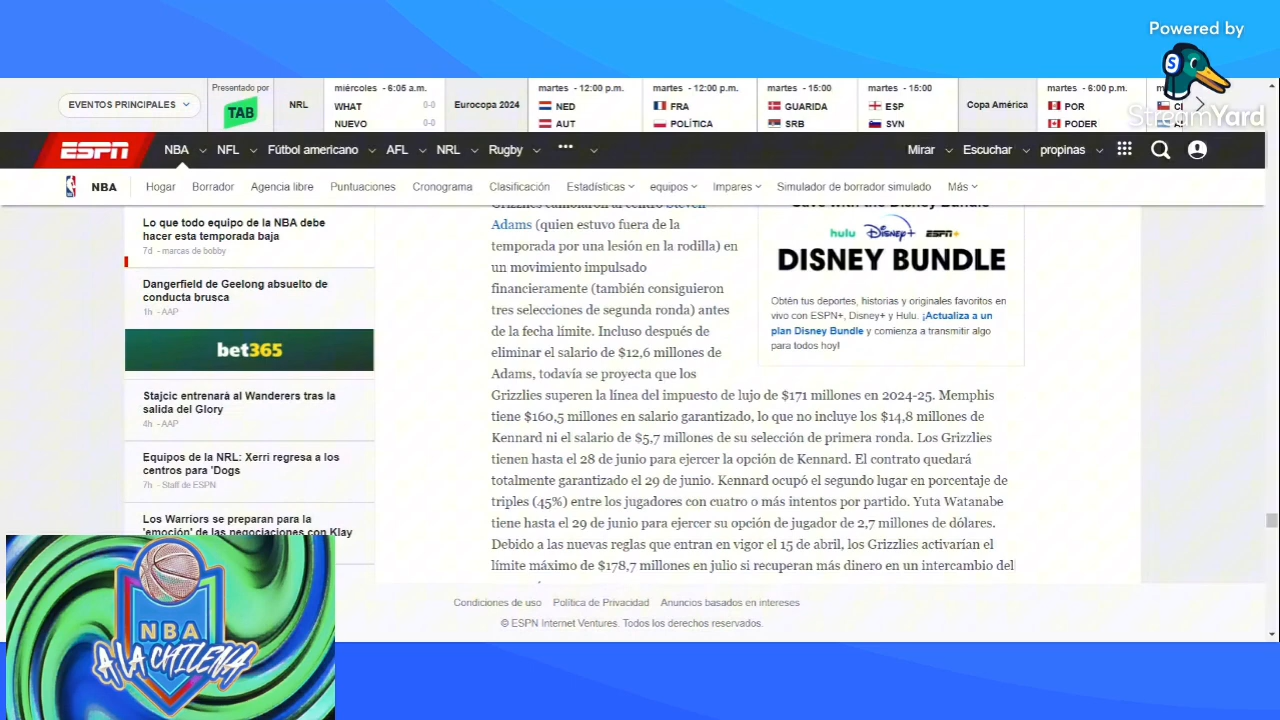 Powered by
StreamYard
EVENTOS PRINCIPALES
Presentado por
TAB
NRL
miércoles - 6:05 a.m.
WHAT 0-0
NUEVO 0-0
Eurocopa 2024
martes - 12:00 p.m.
NED
AUT
martes - 12:00 p.m.
FRA
POLÍTICA
martes - 15:00
GUARIDA
SRB
martes - 15:00
ESP
SVN
Copa América
martes - 6:00 p.m.
POR
PODER
ESPN
NBA NFL Fútbol americano AFL NRL Rugby ••• Mirar Escuchar propinas
NBA Hogar Borrador Agencia libre Puntuaciones Cronograma Clasificación Estadísticas equipos Impares Simulador de borrador simulado Más
Lo que todo equipo de la NBA debe
hacer esta temporada baja
7d - marcas de bobby
Dangerfield de Geelong absuelto de
conducta brusca
1h - AAP
bet365
Stajcic entrenará al Wanderers tras la
salida del Glory
4h - AAP
Equipos de la NRL: Xerri regresa a los
centros para 'Dogs
7h - Staff de ESPN
Los Warriors se preparan para la
'emoción' de las negociaciones con Klay
Grizzlies cambiaron al centro Steven
Adams (quien estuvo fuera de la
temporada por una lesión en la rodilla) en
un movimiento impulsado
financieramente (también consiguieron
tres selecciones de segunda ronda) antes
de la fecha límite. Incluso después de
eliminar el salario de $12,6 millones de
Adams, todavía se proyecta que los
Grizzlies superen la línea del impuesto de lujo de $171 millones en 2024-25. Memphis
tiene $160,5 millones en salario garantizado, lo que no incluye los $14,8 millones de
Kennard ni el salario de $5,7 millones de su selección de primera ronda. Los Grizzlies
tienen hasta el 28 de junio para ejercer la opción de Kennard. El contrato quedará
totalmente garantizado el 29 de junio. Kennard ocupó el segundo lugar en porcentaje de
triples (45%) entre los jugadores con cuatro o más intentos por partido. Yuta Watanabe
tiene hasta el 29 de junio para ejercer su opción de jugador de 2,7 millones de dólares.
Debido a las nuevas reglas que entran en vigor el 15 de abril, los Grizzlies activarían el
límite máximo de $178,7 millones en julio si recuperan más dinero en un intercambio del
Save with the Disney Bundle
hulu Disney+ ESPN+
DISNEY BUNDLE
Obtén tus deportes, historias y originales favoritos en
vivo con ESPN+, Disney+ y Hulu. ¡Actualiza a un
plan Disney Bundle y comienza a transmitir algo
para todos hoy!
Condiciones de uso Política de Privacidad Anuncios basados en intereses
© ESPN Internet Ventures. Todos los derechos reservados.
NBA
A LA CHILENA